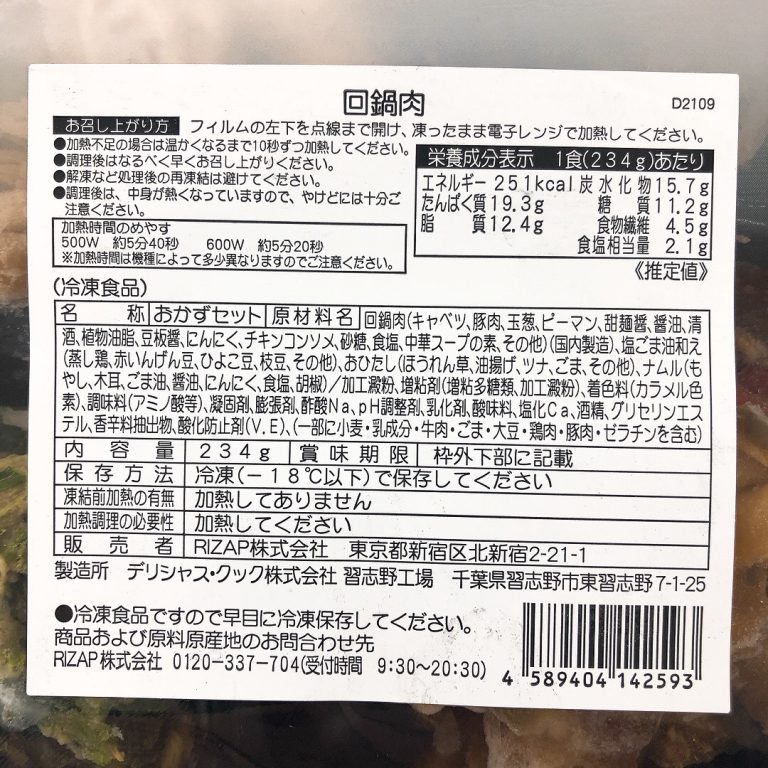 回鍋肉
D2109
お召し上がり方 フィルムの左下を点線まで開け、凍ったまま電子レンジで加熱してください。
●加熱不足の場合は温かくなるまで10秒ずつ加熱してください。
●調理後はなるべく早くお召し上がりください。
●解凍など処理後の再凍結は避けてください。
●調理後は、中身が熱くなっていますので、やけどには十分ご
注意ください。
加熱時間のめやす
500W 約5分40秒 600W 約5分20秒
※加熱時間は機種によって多少異なりますのでご注意ください。
栄養成分表示 1食(234g)あたり
エネルギー 251kcal 炭水化物 15.7g
たんぱく質 19.3g 糖質 11.2g
脂質 12.4g 食物繊維 4.5g
食塩相当量 2.1g
《推定値》
(冷凍食品)
名称 おかずセット 原材料名 回鍋肉(キャベツ、豚肉、玉葱、ピーマン、甜麺醤、醤油、清
酒、植物油脂、豆板醤、にんにく、チキンコンソメ、砂糖、食塩、中華スープの素、その他)(国内製造)、塩ごま油和え
(蒸し鶏、赤いんげん豆、ひよこ豆、枝豆、その他)、おひたし(ほうれん草、油揚げ、ツナ、ごま、その他)、ナムル(も
やし、木耳、ごま油、醤油、にんにく、食塩、胡椒)/加工澱粉、増粘剤(増粘多糖類、加工澱粉)、着色料(カラメル色
素)、調味料(アミノ酸等)、凝固剤、膨張剤、酢酸Na、pH調整剤、乳化剤、酸味料、塩化Ca、酒精、グリセリンエス
テル、香辛料抽出物、酸化防止剤(V.E)、(一部に小麦・乳成分・牛肉・ごま・大豆・鶏肉・豚肉・ゼラチンを含む)
内容量 234g 賞味期限 枠外下部に記載
保存方法 冷凍(-18℃以下)で保存してください
凍結前加熱の有無 加熱してありません
加熱調理の必要性 加熱してください
販売者 RIZAP株式会社 東京都新宿区北新宿2-21-1
製造所 デリシャス・クック株式会社 習志野工場 千葉県習志野市東習志野7-1-25
●冷凍食品ですので早目に冷凍保存してください。
商品および原料原産地のお問合わせ先
RIZAP株式会社 0120-337-704(受付時間 9:30～20:30)
4 589404 142593